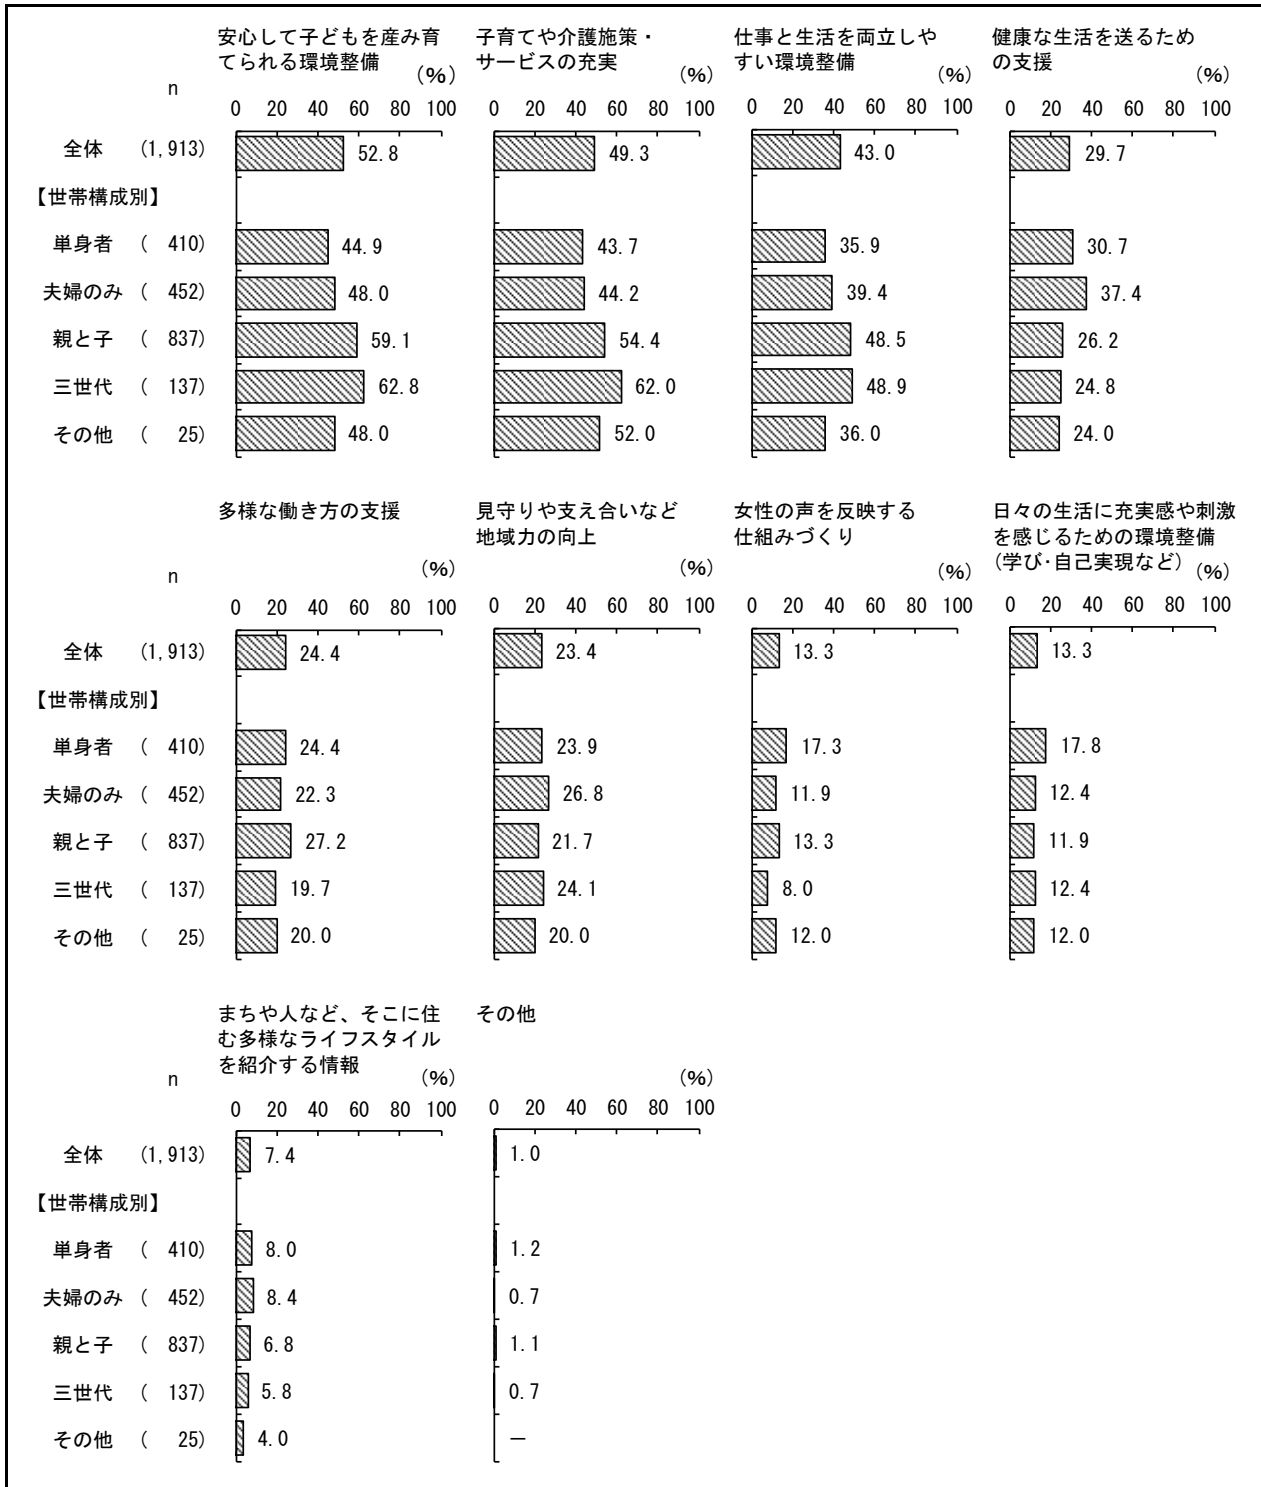 安心して子どもを産み育 子育てや介護施策・ 仕事と生活を両立しや 健康な生活を送るため
てられる環境整備 サービスの充実 すい環境整備 の支援
(%) (%) (%) (%)
n
0 20 40 60 80 100 0 20 40 60 80 100 0 20 40 60 80 100 0 20 40 60 80 100
全体 (1,913) 52.8 49.3 43.0 29.7
【世帯構成別】
単身者 ( 410) 44.9 43.7 35.9 30.7
夫婦のみ ( 452) 48.0 44.2 39.4 37.4
親と子 ( 837) 59.1 54.4 48.5 26.2
三世代 ( 137) 62.8 62.0 48.9 24.8
その他 ( 25) 48.0 52.0 36.0 24.0
多様な働き方の支援 見守りや支え合いなど 女性の声を反映する 日々の生活に充実感や刺激
地域力の向上 仕組みづくり を感じるための環境整備
(学び・自己実現など)
(%) (%) (%) (%)
n
0 20 40 60 80 100 0 20 40 60 80 100 0 20 40 60 80 100 0 20 40 60 80 100
全体 (1,913) 24.4 23.4 13.3 13.3
【世帯構成別】
単身者 ( 410) 24.4 23.9 17.3 17.8
夫婦のみ ( 452) 22.3 26.8 11.9 12.4
親と子 ( 837) 27.2 21.7 13.3 11.9
三世代 ( 137) 19.7 24.1 8.0 12.4
その他 ( 25) 20.0 20.0 12.0 12.0
まちや人など、そこに住 その他
む多様なライフスタイル
を紹介する情報
(%) (%)
n
0 20 40 60 80 100 0 20 40 60 80 100
全体 (1,913) 7.4 1.0
【世帯構成別】
単身者 ( 410) 8.0 1.2
夫婦のみ ( 452) 8.4 0.7
親と子 ( 837) 6.8 1.1
三世代 ( 137) 5.8 0.7
その他 ( 25) 4.0 －